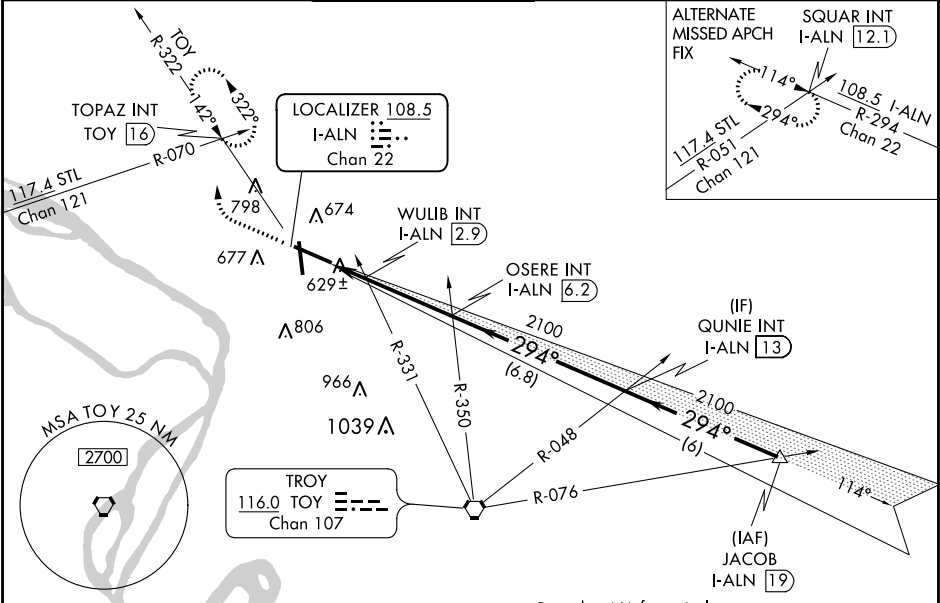 ALTERNATE
MISSED APCH
FIX
SQUAR INT
I-ALN 12.1
114°
294°
108.5 I-ALN
R-294
Chan 22
117.4 STL
R-051
Chan 121
TOY
R-322
142°
322°
TOPAZ INT
TOY 16
R-070
117.4 STL
Chan 121
LOCALIZER 108.5
I-ALN
Chan 22
798
674
677
629±
806
966
1039
WULIB INT
I-ALN 2.9
OSERE INT
I-ALN 6.2
(IF)
QUNIE INT
I-ALN 13
2100
294°
(6.8)
2100
294°
(6)
114°
R-331
R-350
R-048
R-076
MSA TOY 25 NM
2700
TROY
116.0 TOY
Chan 107
(IAF)
JACOB
I-ALN 19